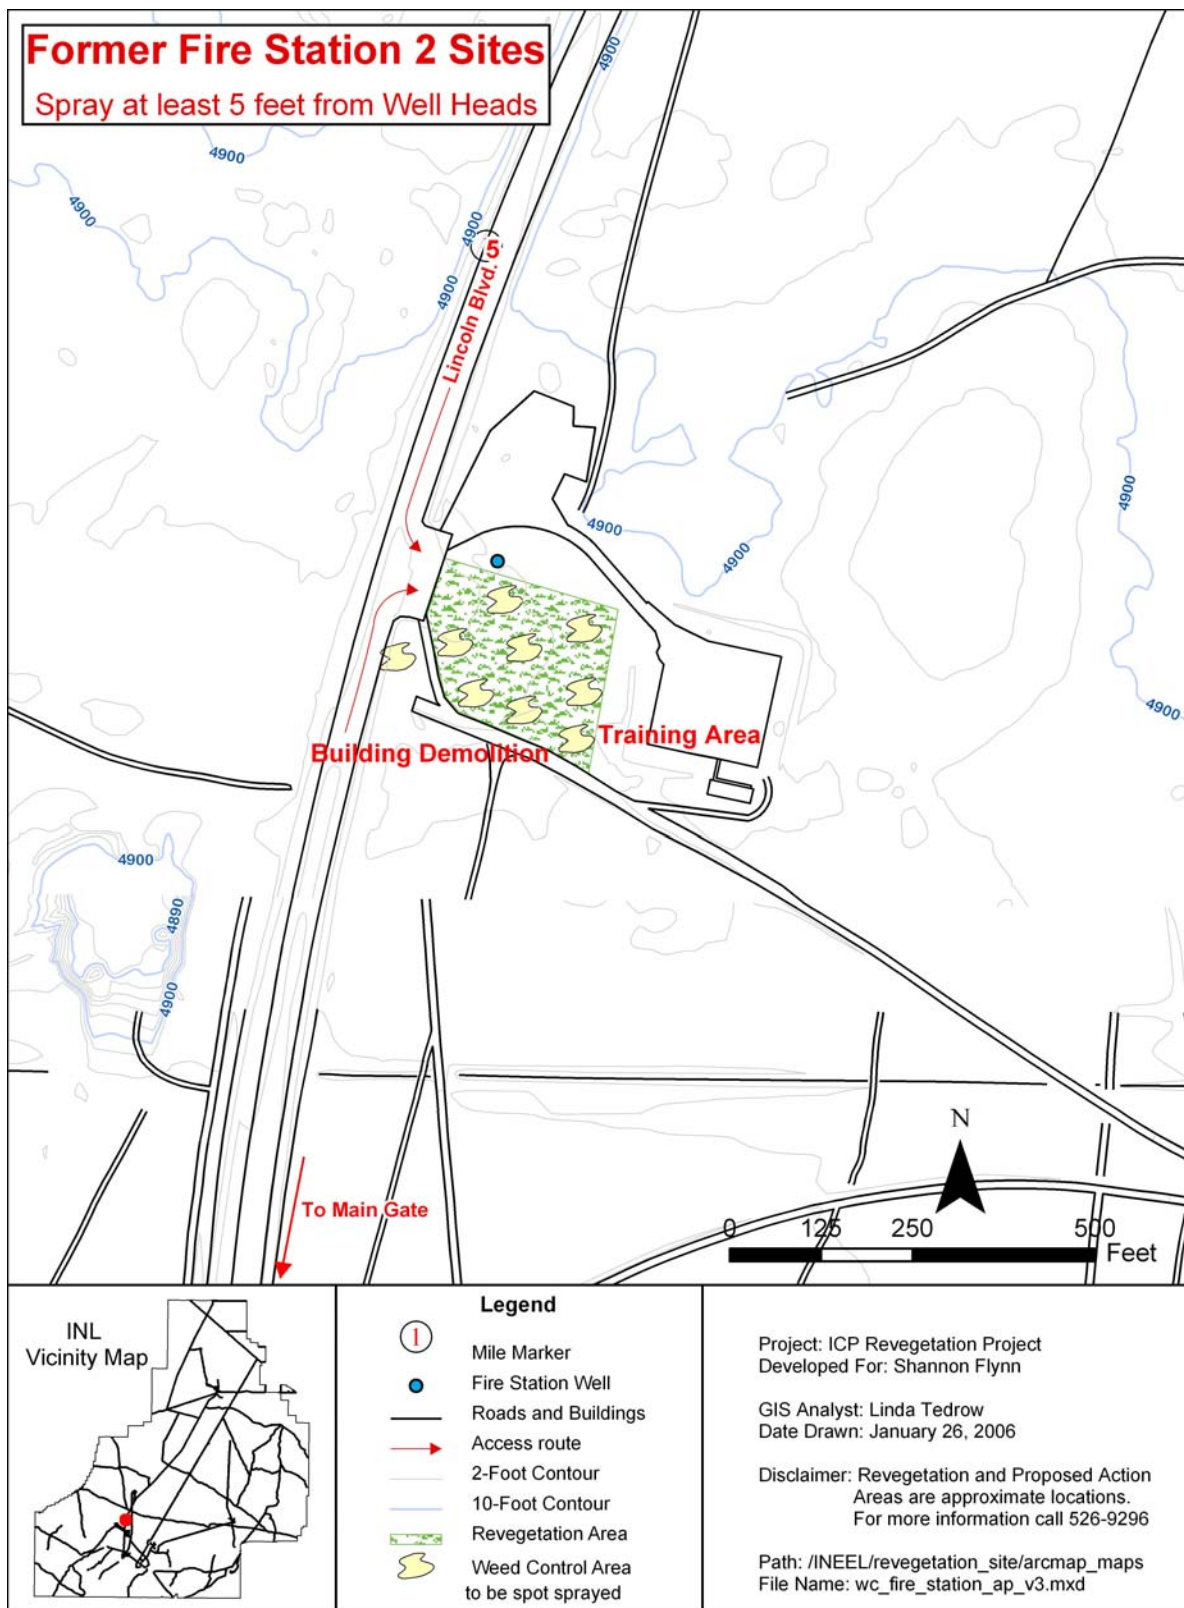 Former Fire Station 2 Sites
Spray at least 5 feet from Well Heads
4900
4900
4900
4900
4900
Lincoln Blvd. 5
4900
4900
4900
4900
Training Area
Building Demolition
4900
4890
4900
N
To Main Gate
0 125 250 500
Feet
INL
Vicinity Map
Legend
1
Mile Marker
Fire Station Well
Roads and Buildings
Access route
2-Foot Contour
10-Foot Contour
Revegetation Area
Weed Control Area
to be spot sprayed
Project: ICP Revegetation Project
Developed For: Shannon Flynn
GIS Analyst: Linda Tedrow
Date Drawn: January 26, 2006
Disclaimer: Revegetation and Proposed Action
Areas are approximate locations.
For more information call 526-9296
Path: /INEEL/revegetation_site/arcmap_maps
File Name: wc_fire_station_ap_v3.mxd